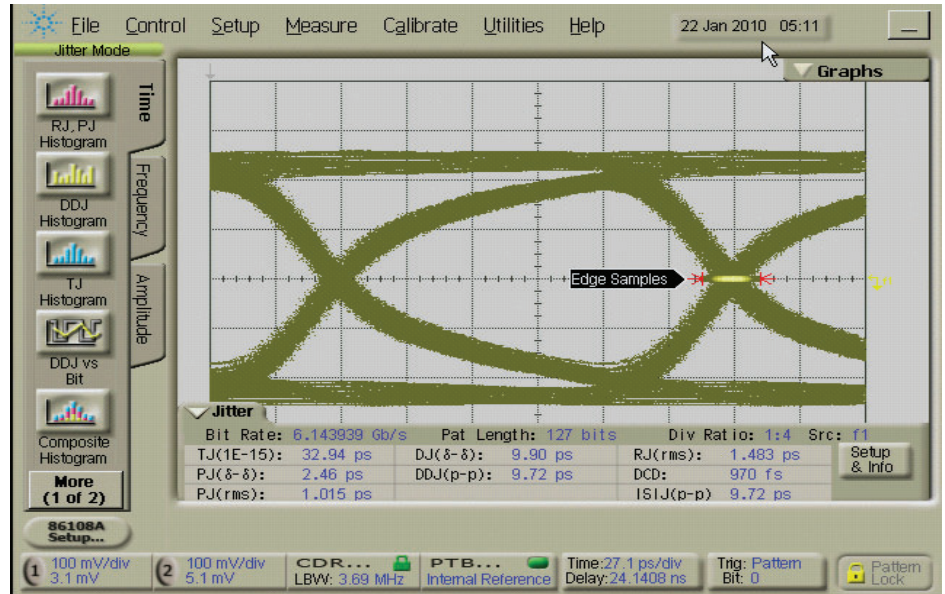 File Control Setup Measure Calibrate Utilities Help 22 Jan 2010 05:11
Jitter Mode
Graphs
Time
RJ, PJ
Histogram
Frequency
DDJ
Histogram
Amplitude
TJ
Histogram
Edge Samples
DDJ vs
Bit
Composite
Histogram
More
(1 of 2)
86108A
Setup...
Jitter
Bit Rate: 6.143939 Gb/s Pat Length: 127 bits Div Ratio: 1:4 Src: f1
TJ(1E-15): 32.94 ps DJ(δ-δ): 9.90 ps RJ(rms): 1.483 ps
PJ(δ-δ): 2.46 ps DDJ(p-p): 9.72 ps DCD: 970 fs
PJ(rms): 1.015 ps ISIJ(p-p) 9.72 ps
Setup
& Info
1 100 mV/div 2 100 mV/div CDR... PTB... Time:27.1 ps/div Trig: Pattern Pattern
3.1 mV 5.1 mV LBW: 3.69 MHz Internal Reference Delay:24.1408 ns Bit: 0 Lock